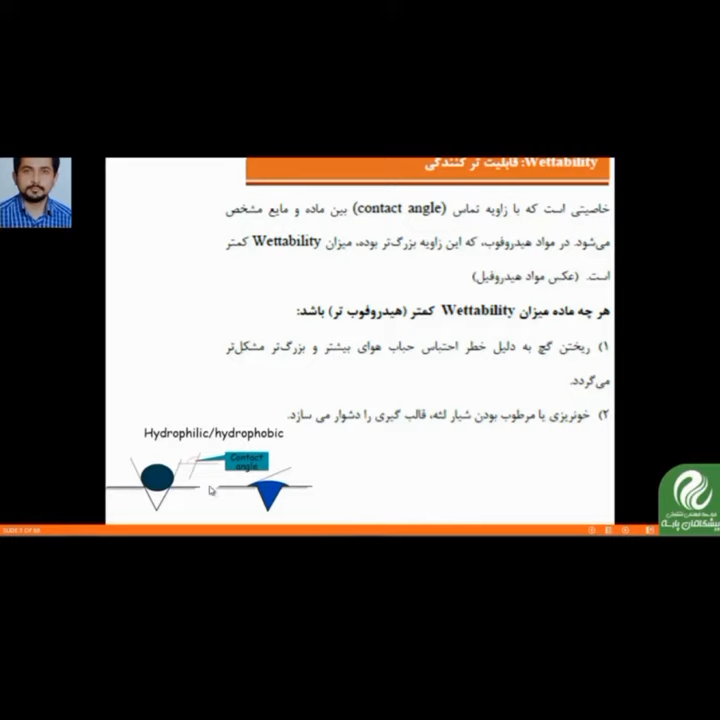 Wettability: قابلیت تر کنندگی
خاصیتی است که با زاویه تماس (contact angle) بین ماده و مایع مشخص
می‌شود. در مواد هیدروفوب، که این زاویه بزرگ‌تر بوده، میزان Wettability کمتر
است. (عکس مواد هیدروفیل)
هر چه ماده میزان Wettability کمتر (هیدروفوب تر) باشد:
۱) ریختن گچ به دلیل خطر احتباس حباب هوای بیشتر و بزرگ‌تر مشکل‌تر
می‌گردد.
۲) خونریزی یا مرطوب بودن شیار لثه، قالب گیری را دشوار می سازد.
Hydrophilic/hydrophobic
Contact
angle
پیشگامان پایه